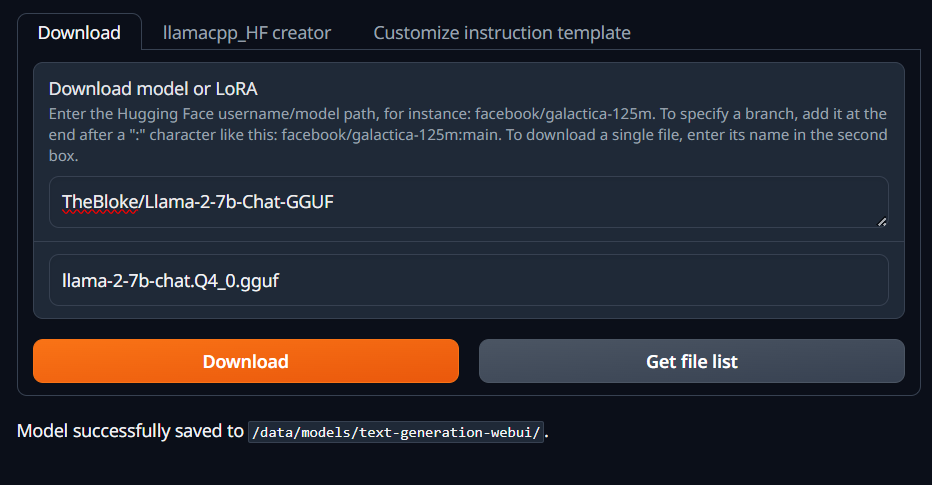 Download llamacpp_HF creator Customize instruction template
Download model or LoRA
Enter the Hugging Face username/model path, for instance: facebook/galactica-125m. To specify a branch, add it at the
end after a ":" character like this: facebook/galactica-125m:main. To download a single file, enter its name in the second
box.
TheBloke/Llama-2-7b-Chat-GGUF
llama-2-7b-chat.Q4_0.gguf
Download Get file list
Model successfully saved to /data/models/text-generation-webui/.